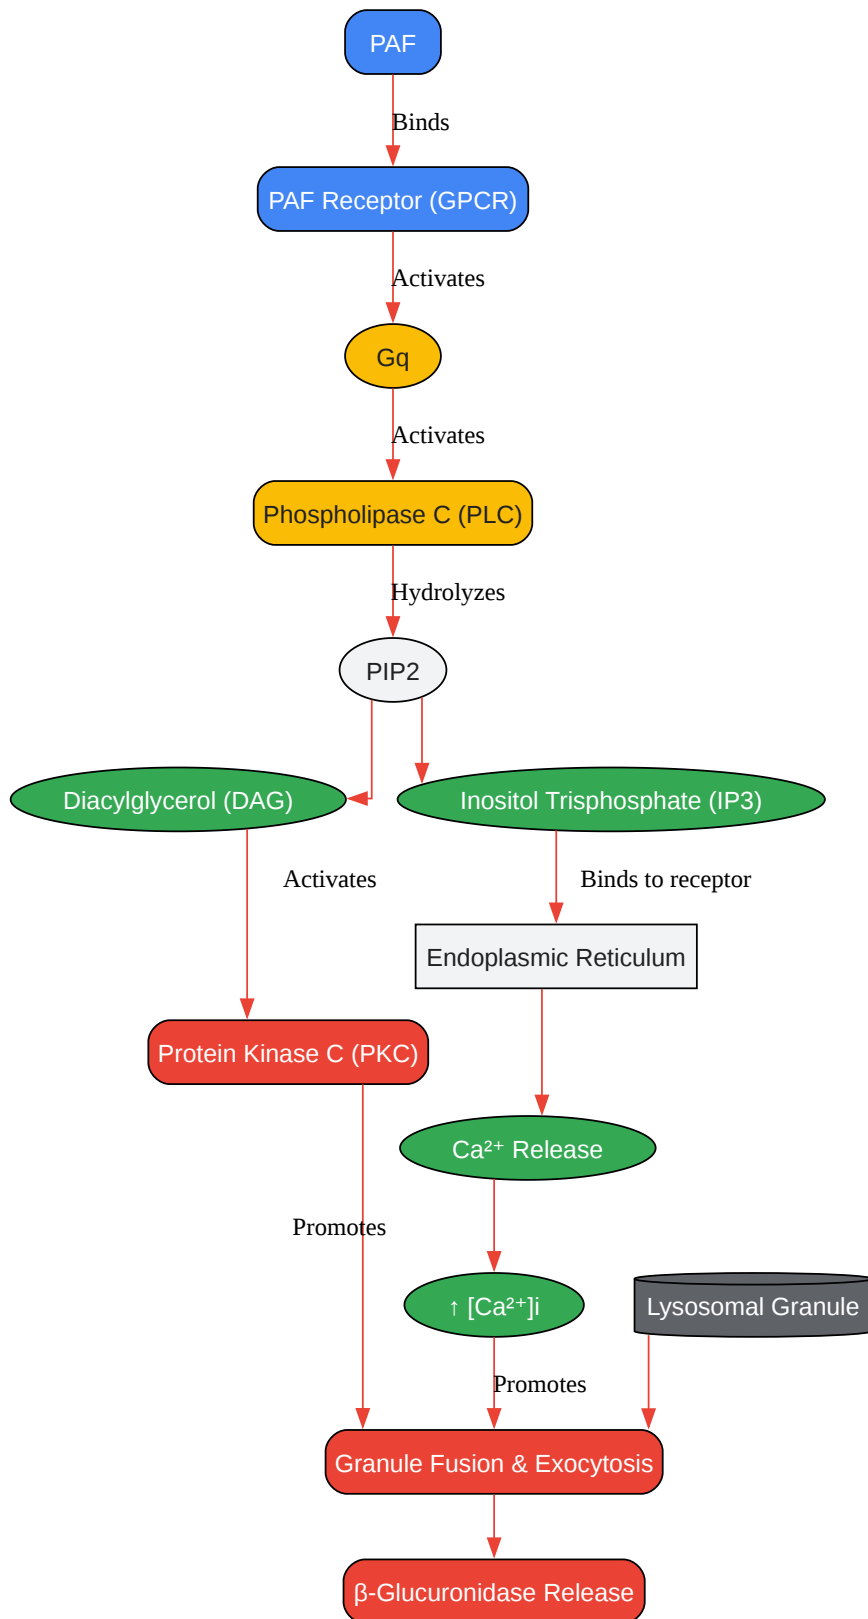 PAF
Binds
PAF Receptor (GPCR)
Activates
Gq
Activates
Phospholipase C (PLC)
Hydrolyzes
PIP2
Diacylglycerol (DAG)
Inositol Trisphosphate (IP3)
Activates
Binds to receptor
Endoplasmic Reticulum
Protein Kinase C (PKC)
Ca²⁺ Release
Promotes
↑ [Ca²⁺]i
Lysosomal Granule
Promotes
Granule Fusion & Exocytosis
β-Glucuronidase Release